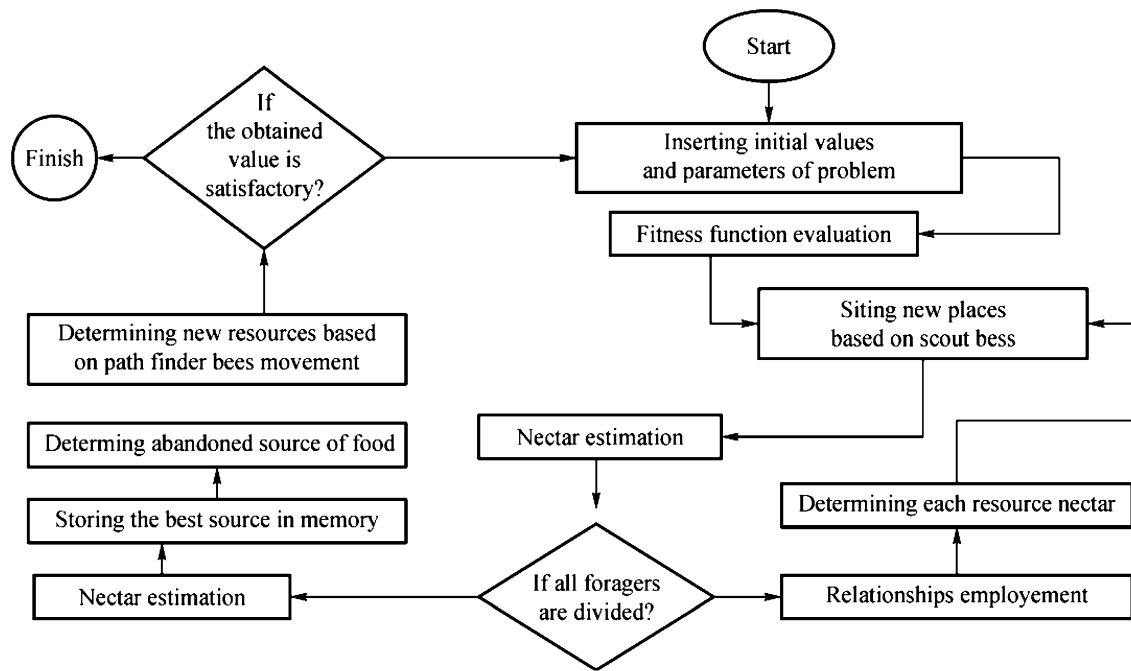 Start
If
the obtained
value is
satisfactory?
Finish
Inserting initial values
and parameters of problem
Fitness function evaluation
Siting new places
based on scout bess
Determining new resources based
on path finder bees movement
Nectar estimation
Determing abandoned source of food
Storing the best source in memory
Determining each resource nectar
Nectar estimation
If all foragers
are divided?
Relationships employement